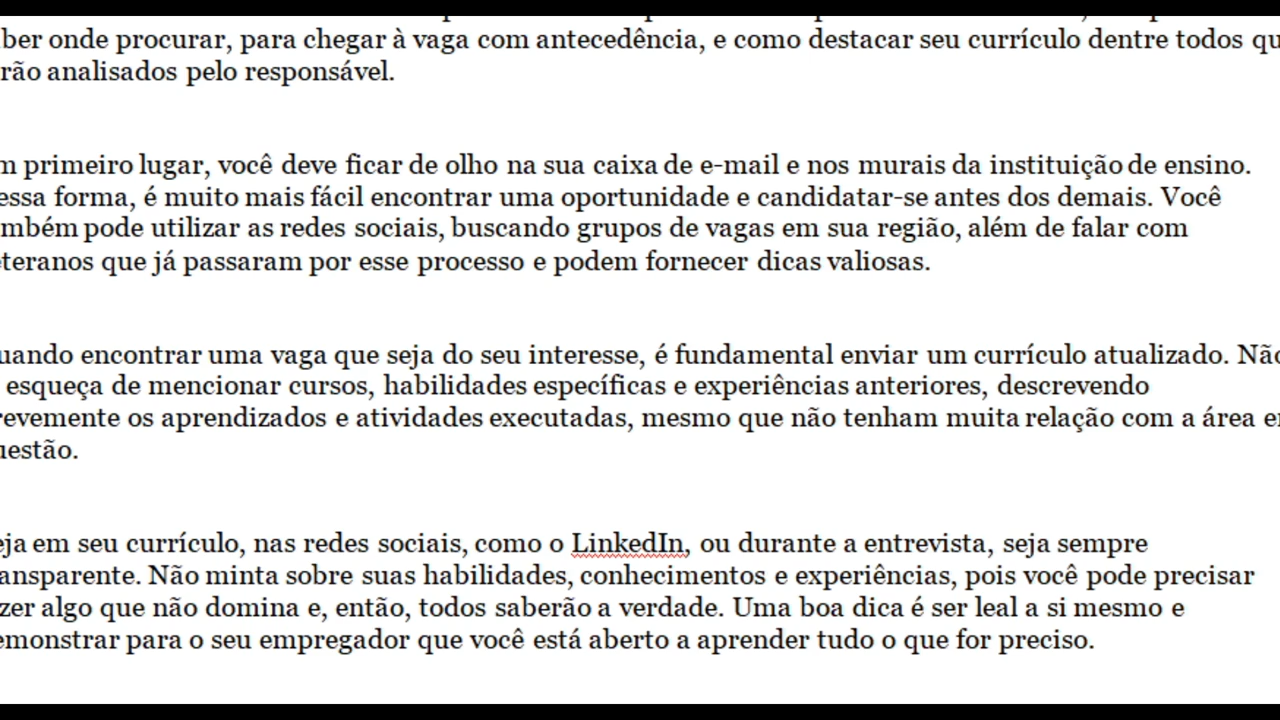 ber onde procurar, para chegar à vaga com antecedência, e como destacar seu currículo dentre todos qu
rão analisados pelo responsável.
m primeiro lugar, você deve ficar de olho na sua caixa de e-mail e nos murais da instituição de ensino.
essa forma, é muito mais fácil encontrar uma oportunidade e candidatar-se antes dos demais. Você
mbém pode utilizar as redes sociais, buscando grupos de vagas em sua região, além de falar com
eteranos que já passaram por esse processo e podem fornecer dicas valiosas.
uando encontrar uma vaga que seja do seu interesse, é fundamental enviar um currículo atualizado. Não
esqueça de mencionar cursos, habilidades específicas e experiências anteriores, descrevendo
revemente os aprendizados e atividades executadas, mesmo que não tenham muita relação com a área e
uestão.
eja em seu currículo, nas redes sociais, como o LinkedIn, ou durante a entrevista, seja sempre
ansparente. Não minta sobre suas habilidades, conhecimentos e experiências, pois você pode precisar
zer algo que não domina e, então, todos saberão a verdade. Uma boa dica é ser leal a si mesmo e
emonstrar para o seu empregador que você está aberto a aprender tudo o que for preciso.